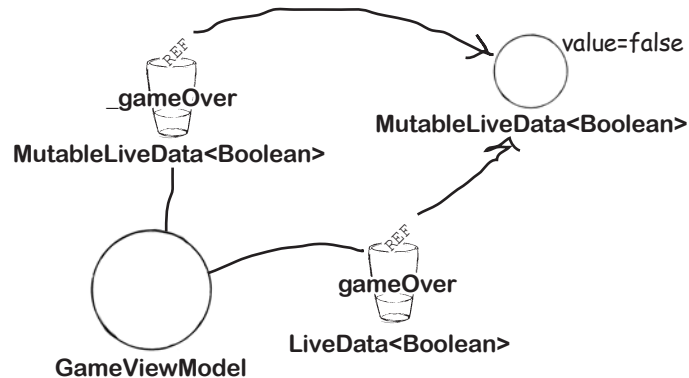 REF
value=false
_gameOver
MutableLiveData<Boolean>
MutableLiveData<Boolean>
REF
gameOver
LiveData<Boolean>
GameViewModel